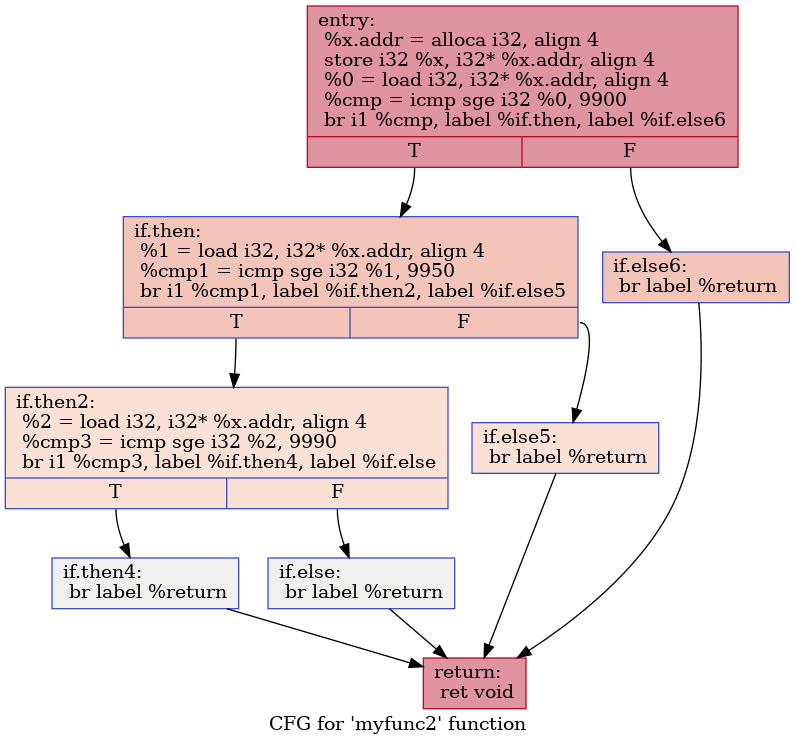 entry:
%x.addr = alloca i32, align 4
store i32 %x, i32* %x.addr, align 4
%0 = load i32, i32* %x.addr, align 4
%cmp = icmp sge i32 %0, 9900
br i1 %cmp, label %if.then, label %if.else6
T
F
if.then:
%1 = load i32, i32* %x.addr, align 4
%cmp1 = icmp sge i32 %1, 9950
br i1 %cmp1, label %if.then2, label %if.else5
T
F
if.else6:
br label %return
if.then2:
%2 = load i32, i32* %x.addr, align 4
%cmp3 = icmp sge i32 %2, 9990
br i1 %cmp3, label %if.then4, label %if.else
T
F
if.else5:
br label %return
if.then4:
br label %return
if.else:
br label %return
return:
ret void
CFG for 'myfunc2' function